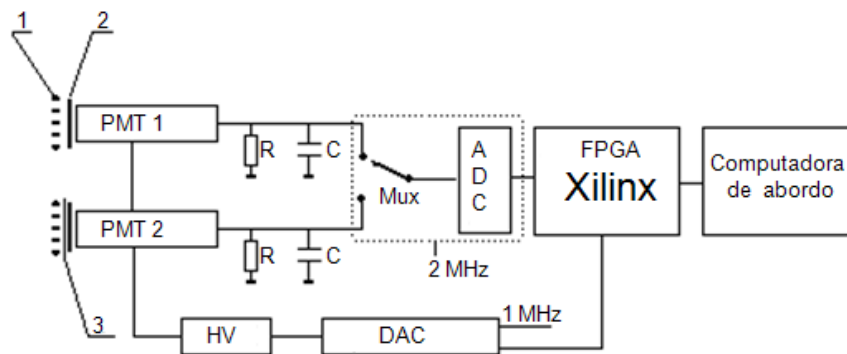 1
2
PMT 1
R
C
Mux
A
D
C
FPGA
Xilinx
Computadora
de abordo
PMT 2
R
C
2 MHz
3
HV
DAC
1 MHz